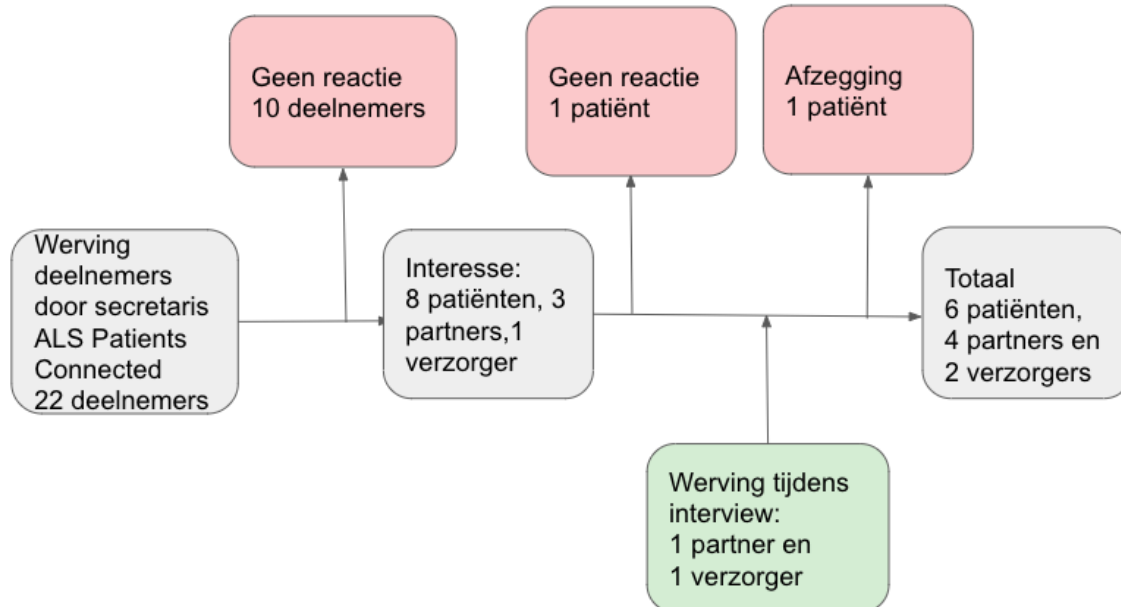 Geen reactie
10 deelnemers
Geen reactie
1 patiënt
Afzegging
1 patiënt
Werving
deelnemers
door secretaris
ALS Patients
Connected
22 deelnemers
Interesse:
8 patiënten, 3
partners,1
verzorger
Totaal
6 patiënten,
4 partners en
2 verzorgers
Werving tijdens
interview:
1 partner en
1 verzorger